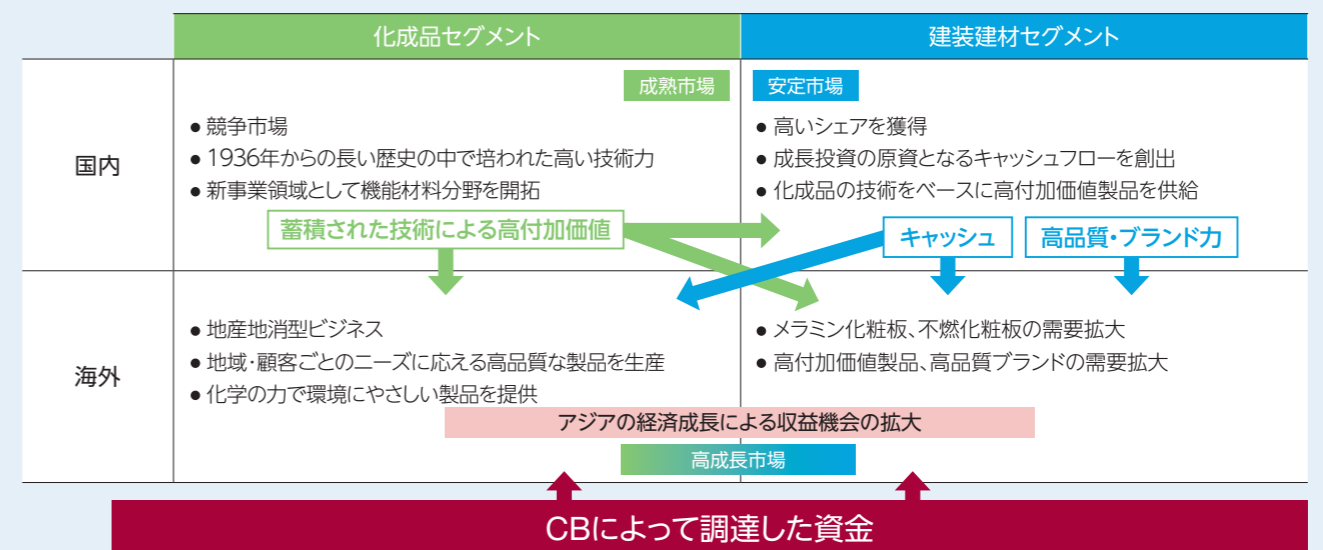 化成品セグメント
建装建材セグメント
国内
成熟市場
● 競争市場
● 1936年からの長い歴史の中で培われた高い技術力
● 新事業領域として機能材料分野を開拓
蓄積された技術による高付加価値
安定市場
● 高いシェアを獲得
● 成長投資の原資となるキャッシュフローを創出
● 化成品の技術をベースに高付加価値製品を供給
キャッシュ
高品質・ブランド力
海外
● 地産地消型ビジネス
● 地域・顧客ごとのニーズに応える高品質な製品を生産
● 化学の力で環境にやさしい製品を提供
● メラミン化粧板、不燃化粧板の需要拡大
● 高付加価値製品、高品質ブランドの需要拡大
アジアの経済成長による収益機会の拡大
高成長市場
CBによって調達した資金